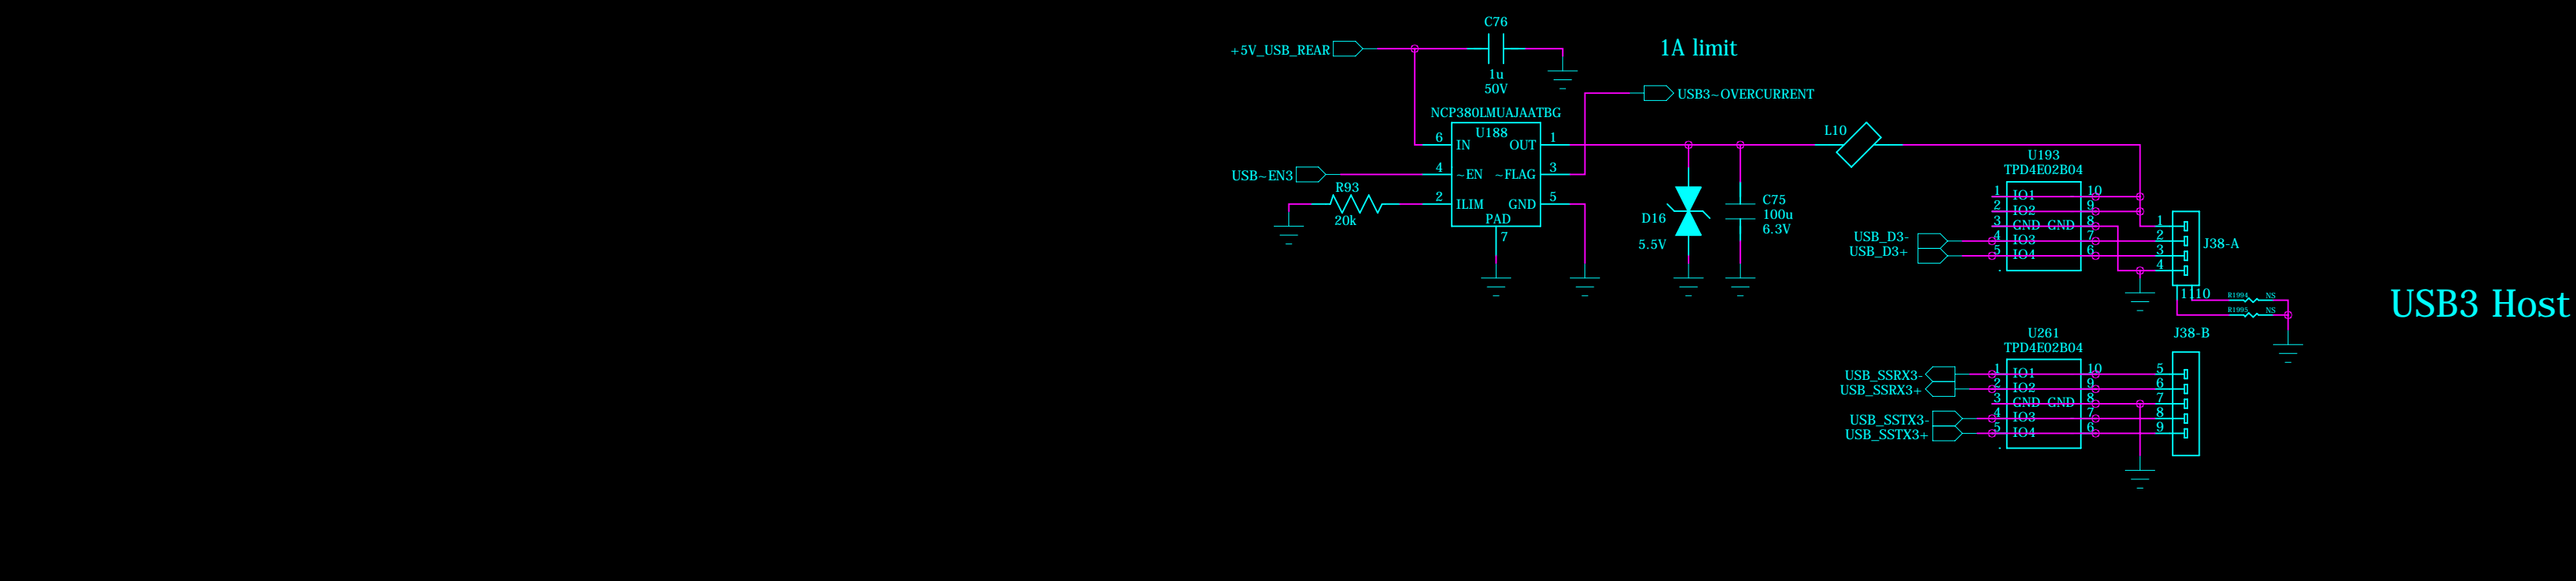 C76
+5V_USB_REAR
1A limit
1u
50V
USB3~OVERCURRENT
NCP380LMUAJAATBG
U188
6 IN OUT 1
L10
4 ~EN ~FLAG 3
USB~EN3
R93
20k
2 ILIM GND 5
PAD
7
D16
5.5V
C75
100u
6.3V
U193
TPD4E02B04
1 IO1 10
2 IO2 9
3 GND GND 8
4 IO3 7
5 IO4 6
USB_D3-
USB_D3+
1
2
3
4
J38-A
1110
R1994 NS
R1995 NS
USB3 Host
J38-B
U261
TPD4E02B04
1 IO1 10
2 IO2 9
3 GND GND 8
4 IO3 7
5 IO4 6
USB_SSRX3-
USB_SSRX3+
USB_SSTX3-
USB_SSTX3+
5
6
7
8
9